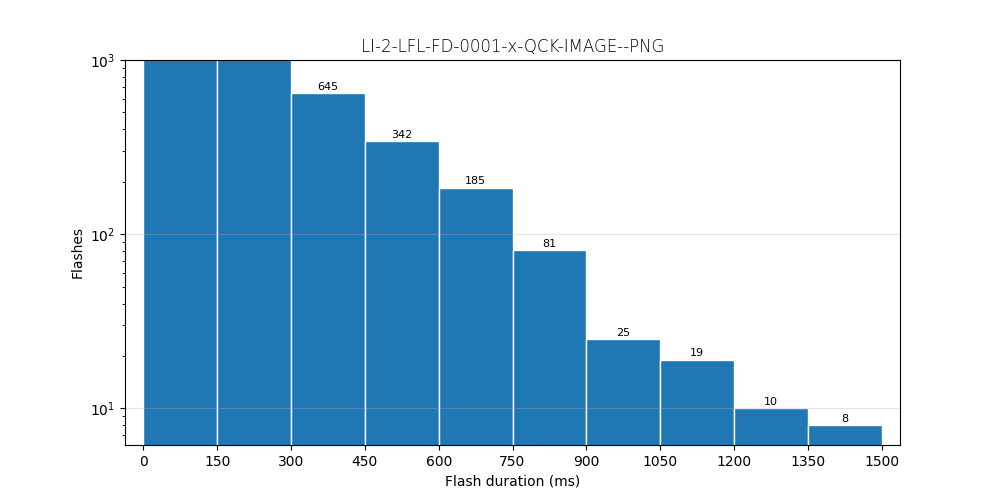 LI-2-LFL-FD-0001-x-QCK-IMAGE--PNG
10³
645
342
185
Flashes
10²
81
25
19
10¹
10
8
0 150 300 450 600 750 900 1050 1200 1350 1500
Flash duration (ms)